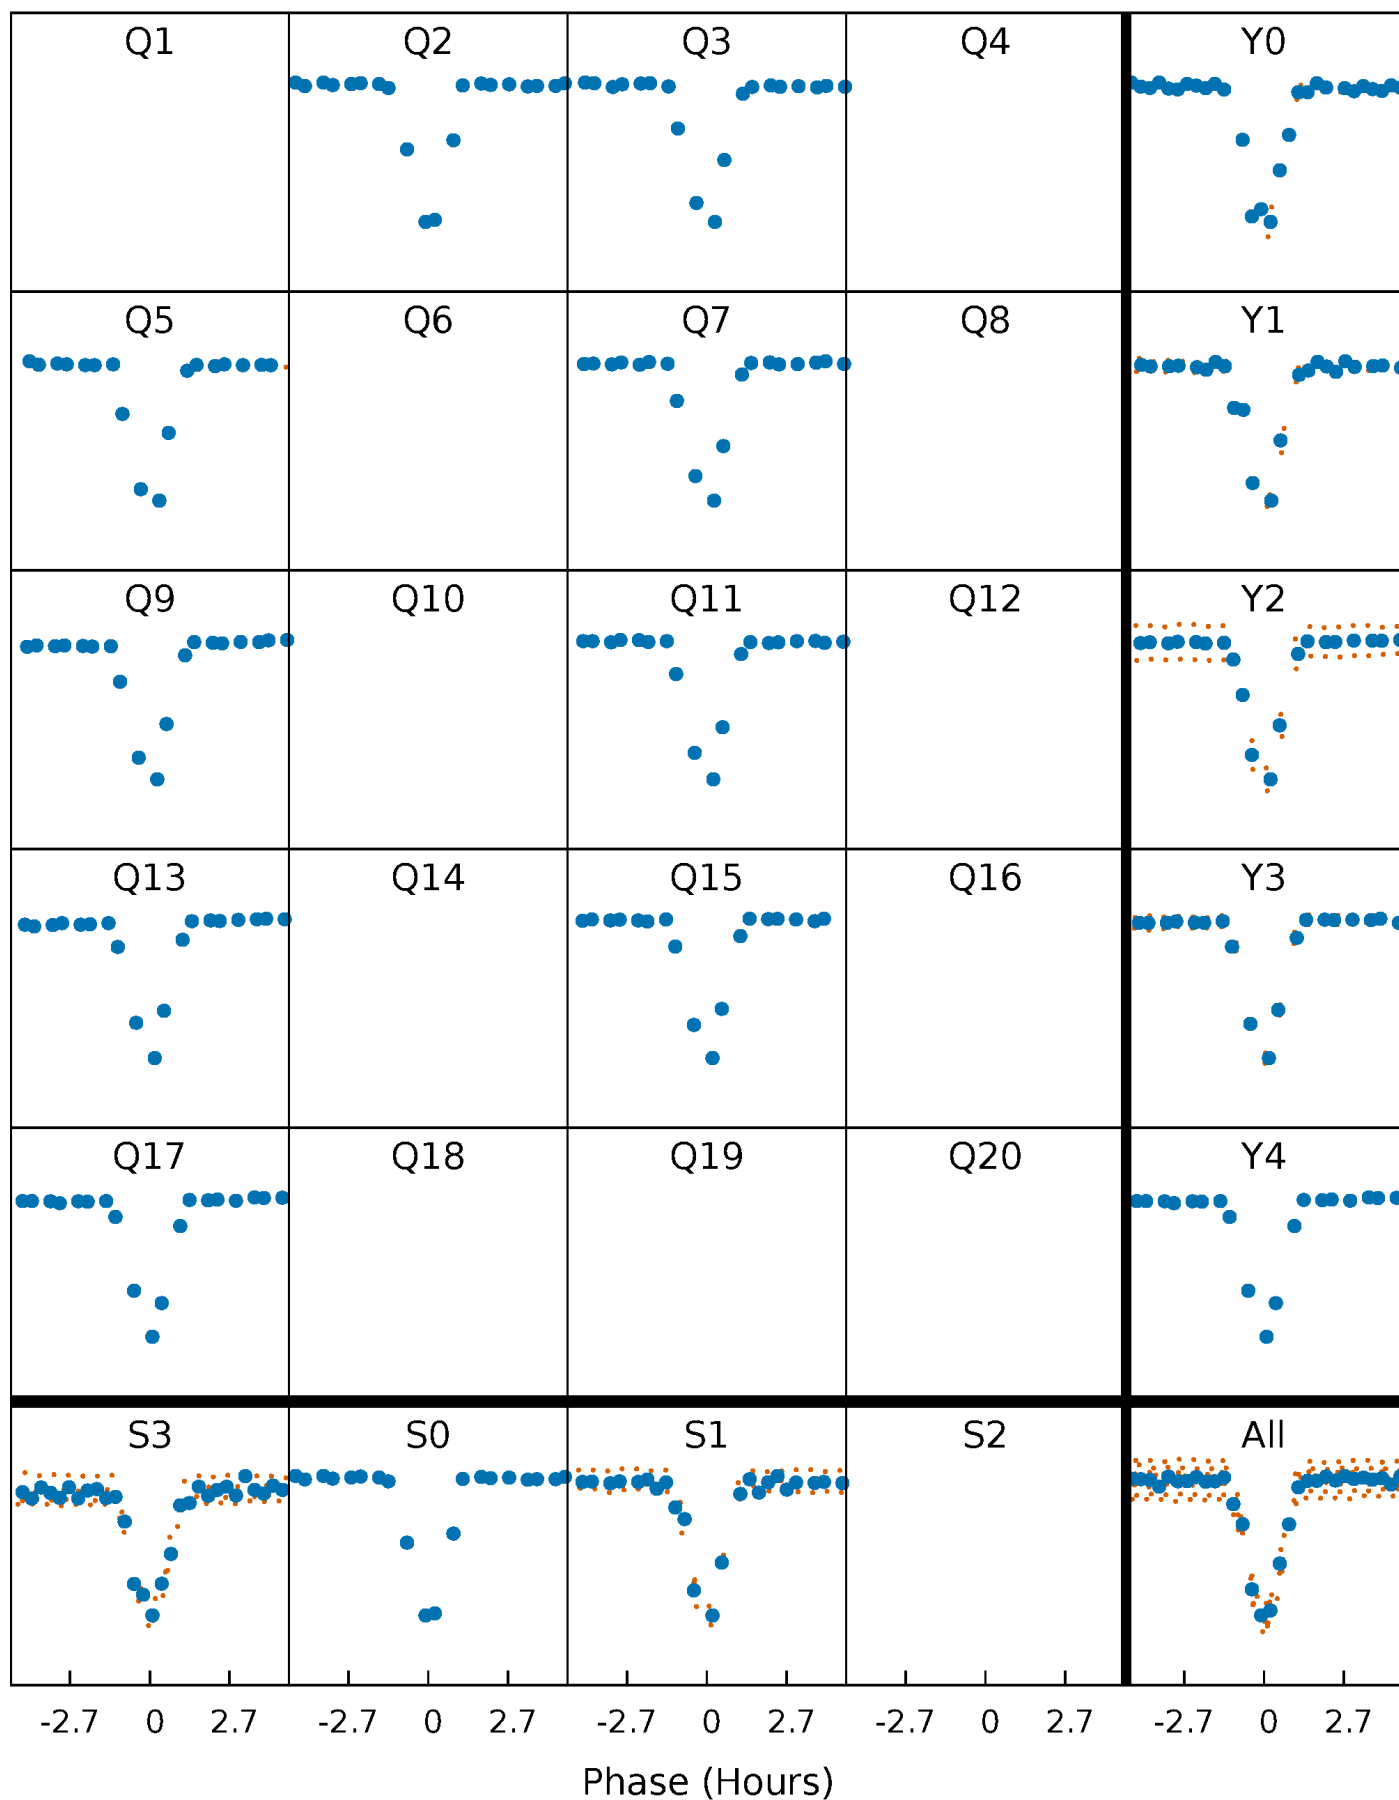 Q1 Q2 Q3 Q4 Y0
Q5 Q6 Q7 Q8 Y1
Q9 Q10 Q11 Q12 Y2
Q13 Q14 Q15 Q16 Y3
Q17 Q18 Q19 Q20 Y4
S3 S0 S1 S2 All
-2.7 0 2.7 -2.7 0 2.7 -2.7 0 2.7 -2.7 0 2.7 -2.7 0 2.7
Phase (Hours)